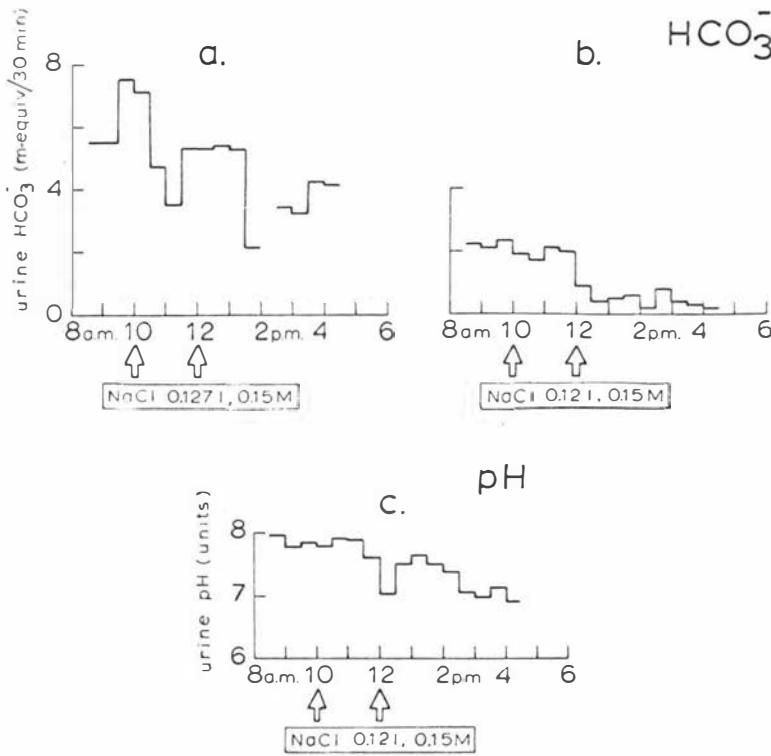 HCO₃⁻
a.
b.
urine HCO₃⁻ (m-equiv/30 min)
8
4
0
8a.m. 10 12 2p.m. 4 6
8a.m. 10 12 2p.m. 4 6
NaCl 0.127 l, 0.15M
NaCl 0.12 l, 0.15M
pH
c.
urine pH (units)
8
7
6
8a.m. 10 12 2p.m 4 6
NaCl 0.12 l, 0.15M